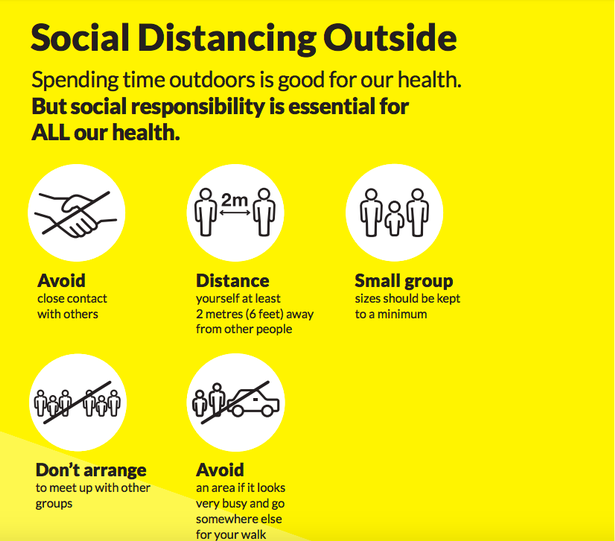 Social Distancing Outside
Spending time outdoors is good for our health.
But social responsibility is essential for
ALL our health.
2m
Avoid
close contact
with others
Distance
yourself at least
2 metres (6 feet) away
from other people
Small group
sizes should be kept
to a minimum
Don’t arrange
to meet up with other
groups
Avoid
an area if it looks
very busy and go
somewhere else
for your walk